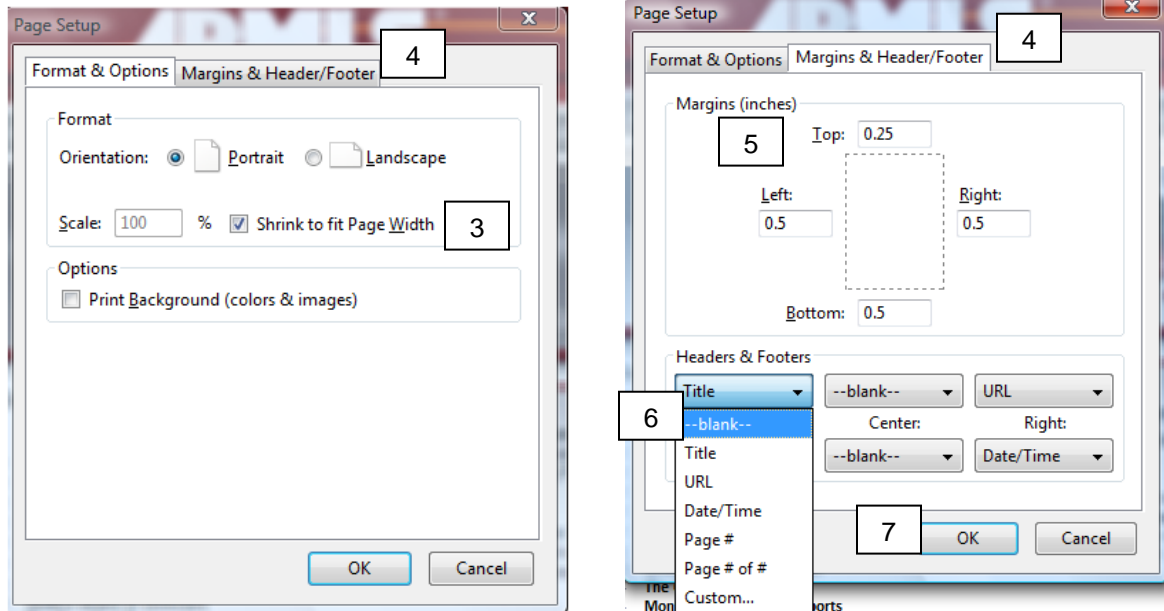 Page Setup
4
Format & Options Margins & Header/Footer
Format
Orientation: Portrait Landscape
Scale: 100 % Shrink to fit Page Width
3
Options
Print Background (colors & images)
OK Cancel
Page Setup
4
Format & Options Margins & Header/Footer
Margins (inches)
5
Top: 0.25
Left: Right:
0.5 0.5
Bottom: 0.5
Headers & Footers
Title --blank-- URL
6
--blank-- Center: Right:
Title --blank-- Date/Time
URL
Date/Time
Page #
Page # of #
Custom...
7
OK Cancel